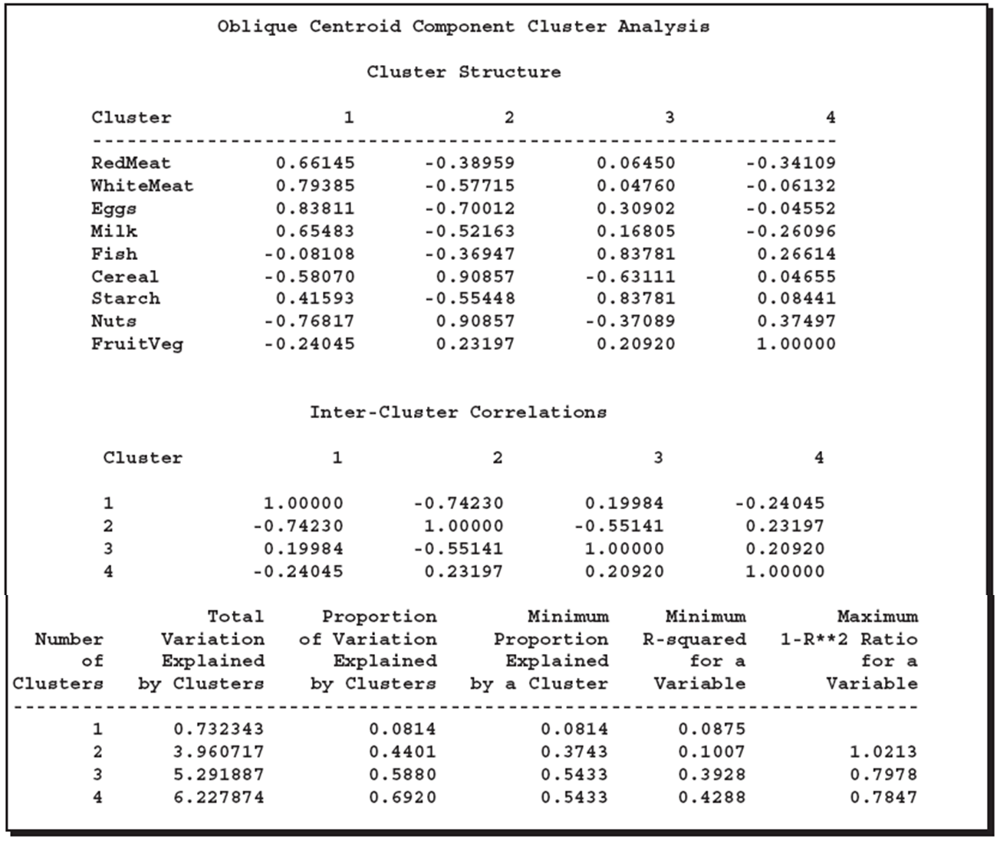 Oblique Centroid Component Cluster Analysis
Cluster Structure
Cluster 1 2 3 4
RedMeat 0.66145 -0.38959 0.06450 -0.34109
WhiteMeat 0.79385 -0.57715 0.04760 -0.06132
Eggs 0.83811 -0.70012 0.30902 -0.04552
Milk 0.65483 -0.52163 0.16805 -0.26096
Fish -0.08108 -0.36947 0.83781 0.26614
Cereal -0.58070 0.90857 -0.63111 0.04655
Starch 0.41593 -0.55448 0.83781 0.08441
Nuts -0.76817 0.90857 -0.37089 0.37497
FruitVeg -0.24045 0.23197 0.20920 1.00000
Inter-Cluster Correlations
Cluster 1 2 3 4
1 1.00000 -0.74230 0.19984 -0.24045
2 -0.74230 1.00000 -0.55141 0.23197
3 0.19984 -0.55141 1.00000 0.20920
4 -0.24045 0.23197 0.20920 1.00000
Total Proportion Minimum Minimum Maximum
Number Variation of Variation Proportion R-squared 1-R**2 Ratio
of Explained Explained Explained for a for a
Clusters by Clusters by Clusters by a Cluster Variable Variable
1 0.732343 0.0814 0.0814 0.0875
2 3.960717 0.4401 0.3743 0.1007 1.0213
3 5.291887 0.5880 0.5433 0.3928 0.7978
4 6.227874 0.6920 0.5433 0.4288 0.7847